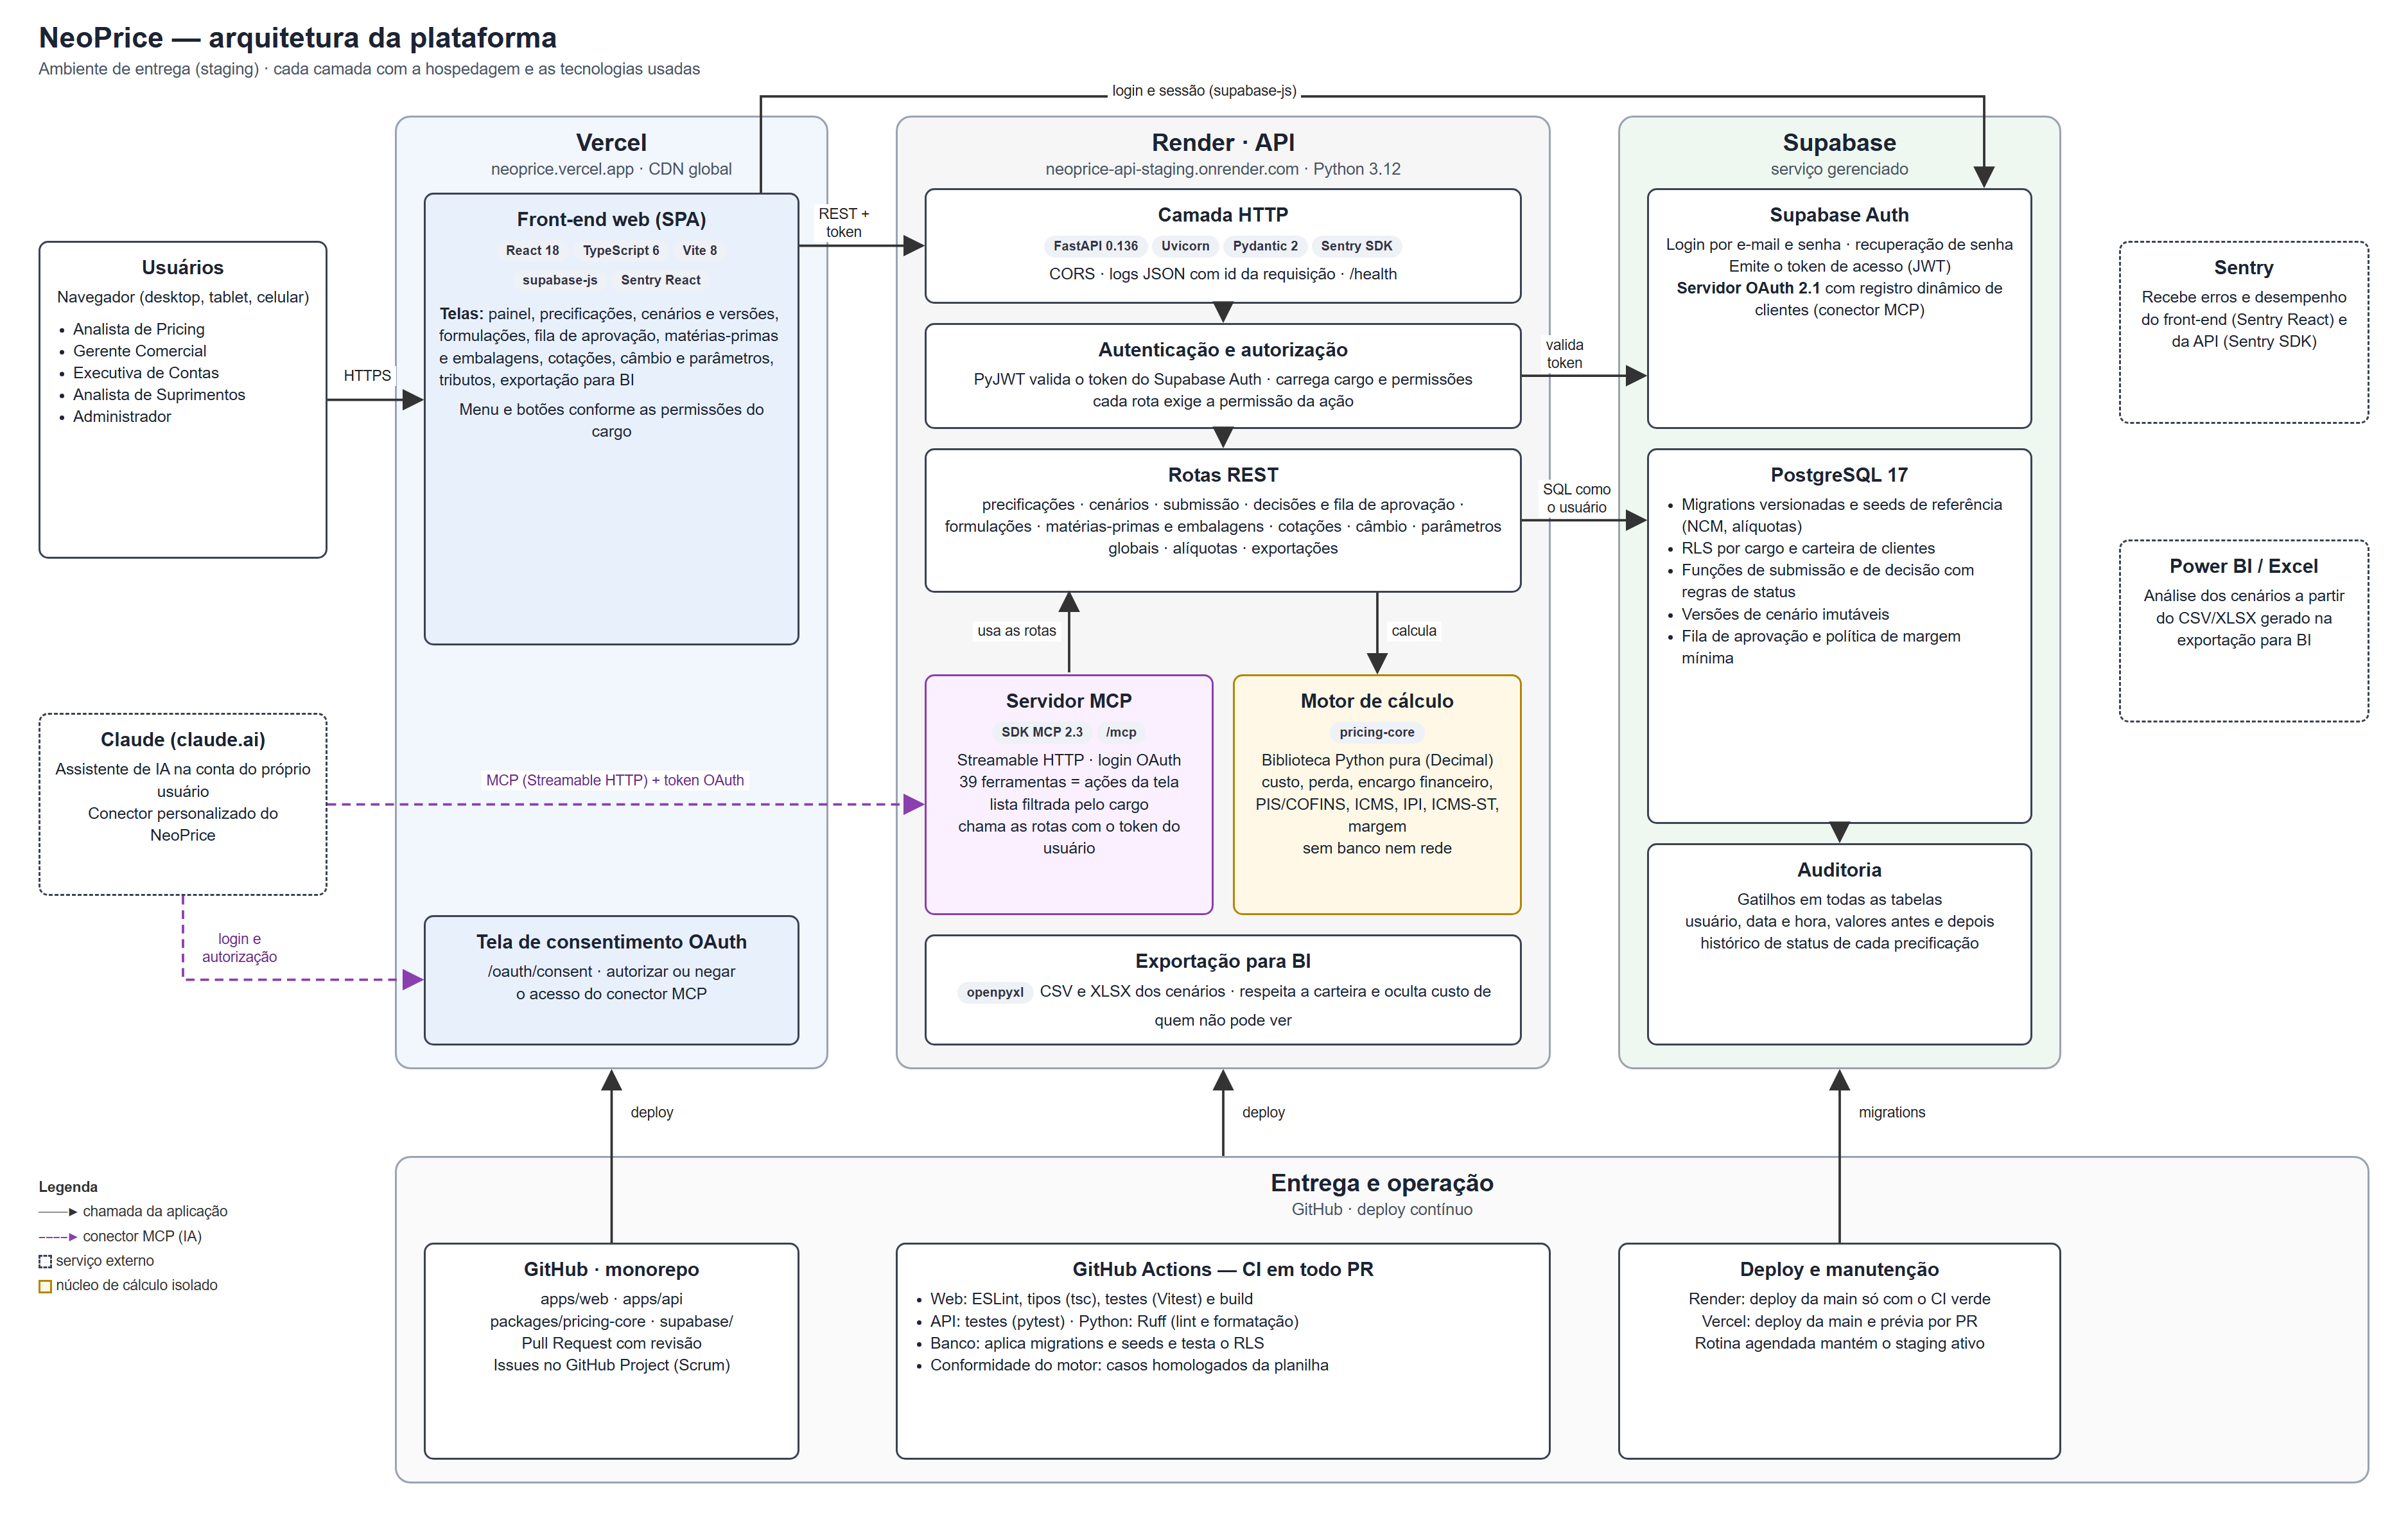 NeoPrice — arquitetura da plataforma
Ambiente de entrega (staging) · cada camada com a hospedagem e as tecnologias usadas
login e sessão (supabase-js)
Usuários
Navegador (desktop, tablet, celular)
• Analista de Pricing
• Gerente Comercial
• Executiva de Contas
• Analista de Suprimentos
• Administrador
HTTPS
Claude (claude.ai)
Assistente de IA na conta do próprio
usuário
Conector personalizado do
NeoPrice
login e
autorização
MCP (Streamable HTTP) + token OAuth
Vercel
neoprice.vercel.app · CDN global
Front-end web (SPA)
React 18 TypeScript 6 Vite 8
supabase-js Sentry React
Telas: painel, precificações, cenários e versões,
formulações, fila de aprovação, matérias-primas
e embalagens, cotações, câmbio e parâmetros,
tributos, exportação para BI
Menu e botões conforme as permissões do
cargo
Tela de consentimento OAuth
/oauth/consent · autorizar ou negar
o acesso do conector MCP
REST +
token
Render · API
neoprice-api-staging.onrender.com · Python 3.12
Camada HTTP
FastAPI 0.136 Uvicorn Pydantic 2 Sentry SDK
CORS · logs JSON com id da requisição · /health
Autenticação e autorização
PyJWT valida o token do Supabase Auth · carrega cargo e permissões
cada rota exige a permissão da ação
Rotas REST
precificações · cenários · submissão · decisões e fila de aprovação ·
formulações · matérias-primas e embalagens · cotações · câmbio · parâmetros
globais · alíquotas · exportações
usa as rotas
calcula
Servidor MCP
SDK MCP 2.3 /mcp
Streamable HTTP · login OAuth
39 ferramentas = ações da tela
lista filtrada pelo cargo
chama as rotas com o token do
usuário
Motor de cálculo
pricing-core
Biblioteca Python pura (Decimal)
custo, perda, encargo financeiro,
PIS/COFINS, ICMS, IPI, ICMS-ST,
margem
sem banco nem rede
Exportação para BI
openpyxl CSV e XLSX dos cenários · respeita a carteira e oculta custo de
quem não pode ver
valida
token
SQL como
o usuário
Supabase
serviço gerenciado
Supabase Auth
Login por e-mail e senha · recuperação de senha
Emite o token de acesso (JWT)
Servidor OAuth 2.1 com registro dinâmico de
clientes (conector MCP)
PostgreSQL 17
• Migrations versionadas e seeds de referência
(NCM, alíquotas)
• RLS por cargo e carteira de clientes
• Funções de submissão e de decisão com
regras de status
• Versões de cenário imutáveis
• Fila de aprovação e política de margem
mínima
Auditoria
Gatilhos em todas as tabelas
usuário, data e hora, valores antes e depois
histórico de status de cada precificação
Sentry
Recebe erros e desempenho
do front-end (Sentry React) e
da API (Sentry SDK)
Power BI / Excel
Análise dos cenários a partir
do CSV/XLSX gerado na
exportação para BI
deploy
deploy
migrations
Legenda
chamada da aplicação
conector MCP (IA)
serviço externo
núcleo de cálculo isolado
Entrega e operação
GitHub · deploy contínuo
GitHub · monorepo
apps/web · apps/api
packages/pricing-core · supabase/
Pull Request com revisão
Issues no GitHub Project (Scrum)
GitHub Actions — CI em todo PR
• Web: ESLint, tipos (tsc), testes (Vitest) e build
• API: testes (pytest) · Python: Ruff (lint e formatação)
• Banco: aplica migrations e seeds e testa o RLS
• Conformidade do motor: casos homologados da planilha
Deploy e manutenção
Render: deploy da main só com o CI verde
Vercel: deploy da main e prévia por PR
Rotina agendada mantém o staging ativo